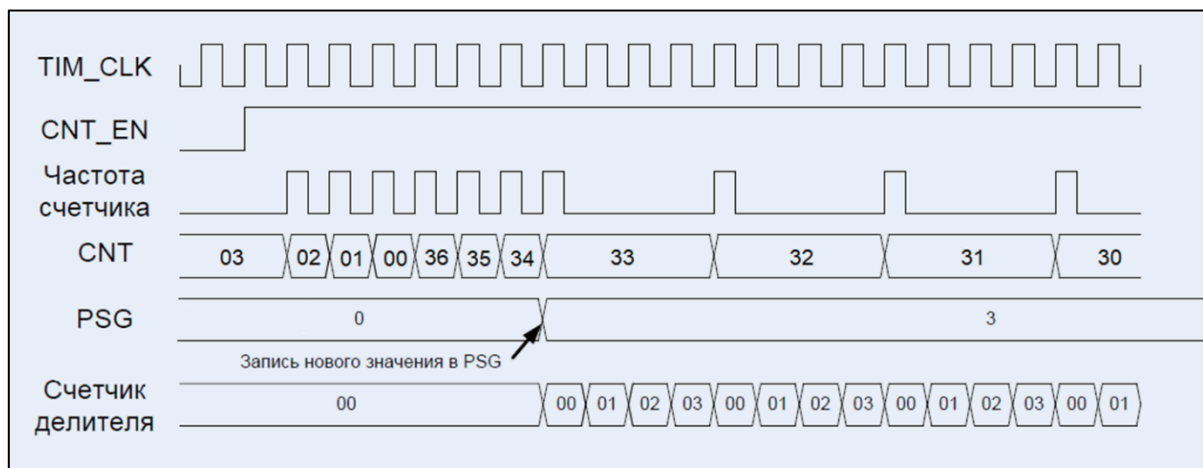 TIM_CLK
CNT_EN
Частота
счетчика
CNT
03 02 01 00 36 35 34 33 32 31 30
PSG
0 3
Запись нового значения в PSG
Счетчик
делителя
00 00 01 02 03 00 01 02 03 00 01 02 03 00 01